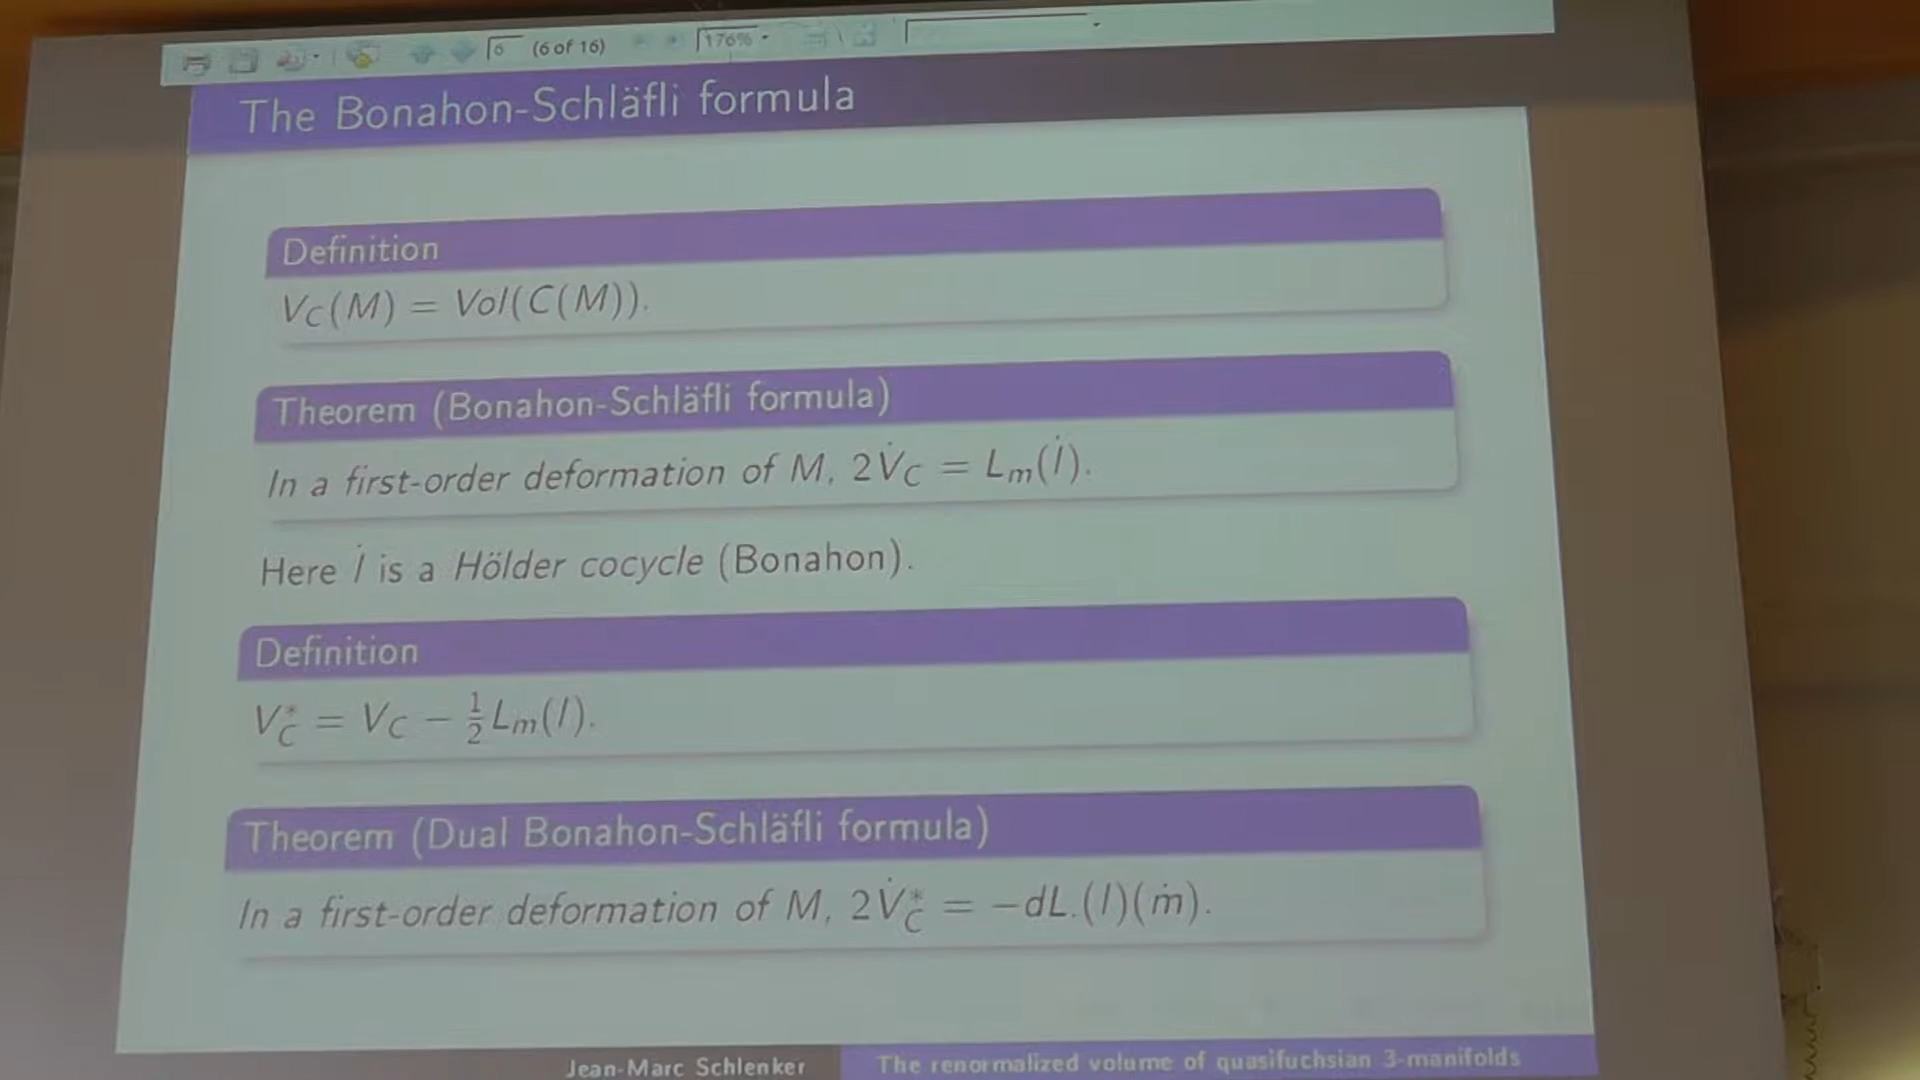 6 (6 of 16) 176%
The Bonahon-Schläfli formula
Definition
V_C(M) = Vol(C(M)).
Theorem (Bonahon-Schläfli formula)
In a first-order deformation of M, 2V̇_C = L_m(l̇).
Here l̇ is a Hölder cocycle (Bonahon).
Definition
V_C^* = V_C − ½L_m(l).
Theorem (Dual Bonahon-Schläfli formula)
In a first-order deformation of M, 2V̇_C^* = −dL.(l)(ṁ).
Jean-Marc Schlenker The renormalized volume of quasifuchsian 3-manifolds